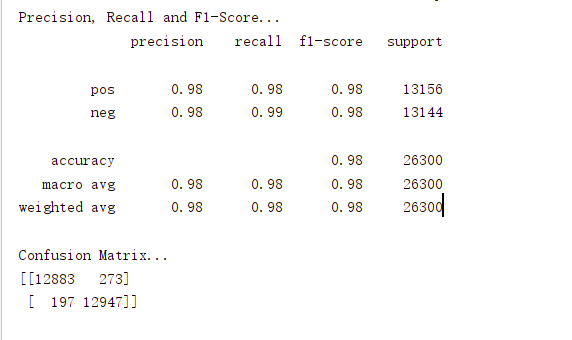 Precision, Recall and F1-Score...
precision recall f1-score support
pos 0.98 0.98 0.98 13156
neg 0.98 0.99 0.98 13144
accuracy 0.98 26300
macro avg 0.98 0.98 0.98 26300
weighted avg 0.98 0.98 0.98 26300
Confusion Matrix...
[[12883 273]
[ 197 12947]]